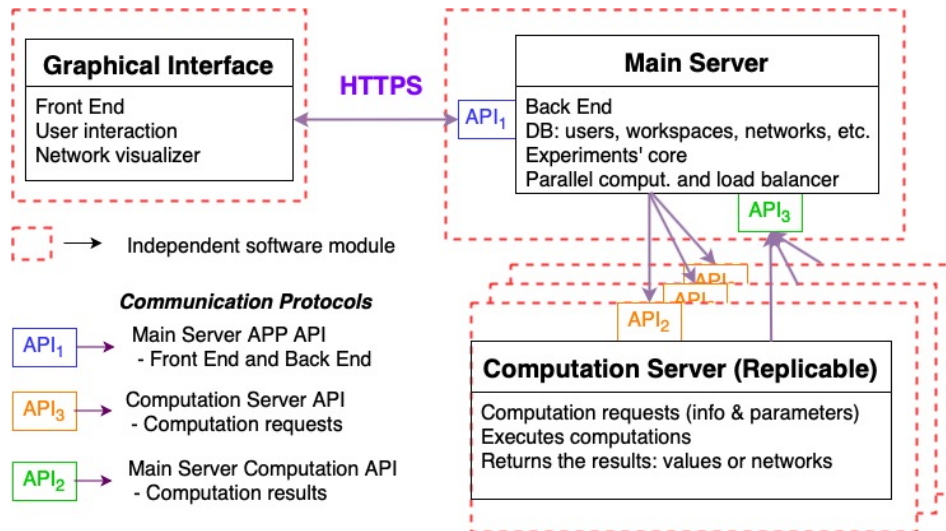 Graphical Interface
Front End
User interaction
Network visualizer
HTTPS
API₁
Main Server
Back End
DB: users, workspaces, networks, etc.
Experiments' core
Parallel comput. and load balancer
API₃
Independent software module
Communication Protocols
API₁
Main Server APP API
- Front End and Back End
API₃
Computation Server API
- Computation requests
API₂
Main Server Computation API
- Computation results
API
API
API₂
Computation Server (Replicable)
Computation requests (info & parameters)
Executes computations
Returns the results: values or networks